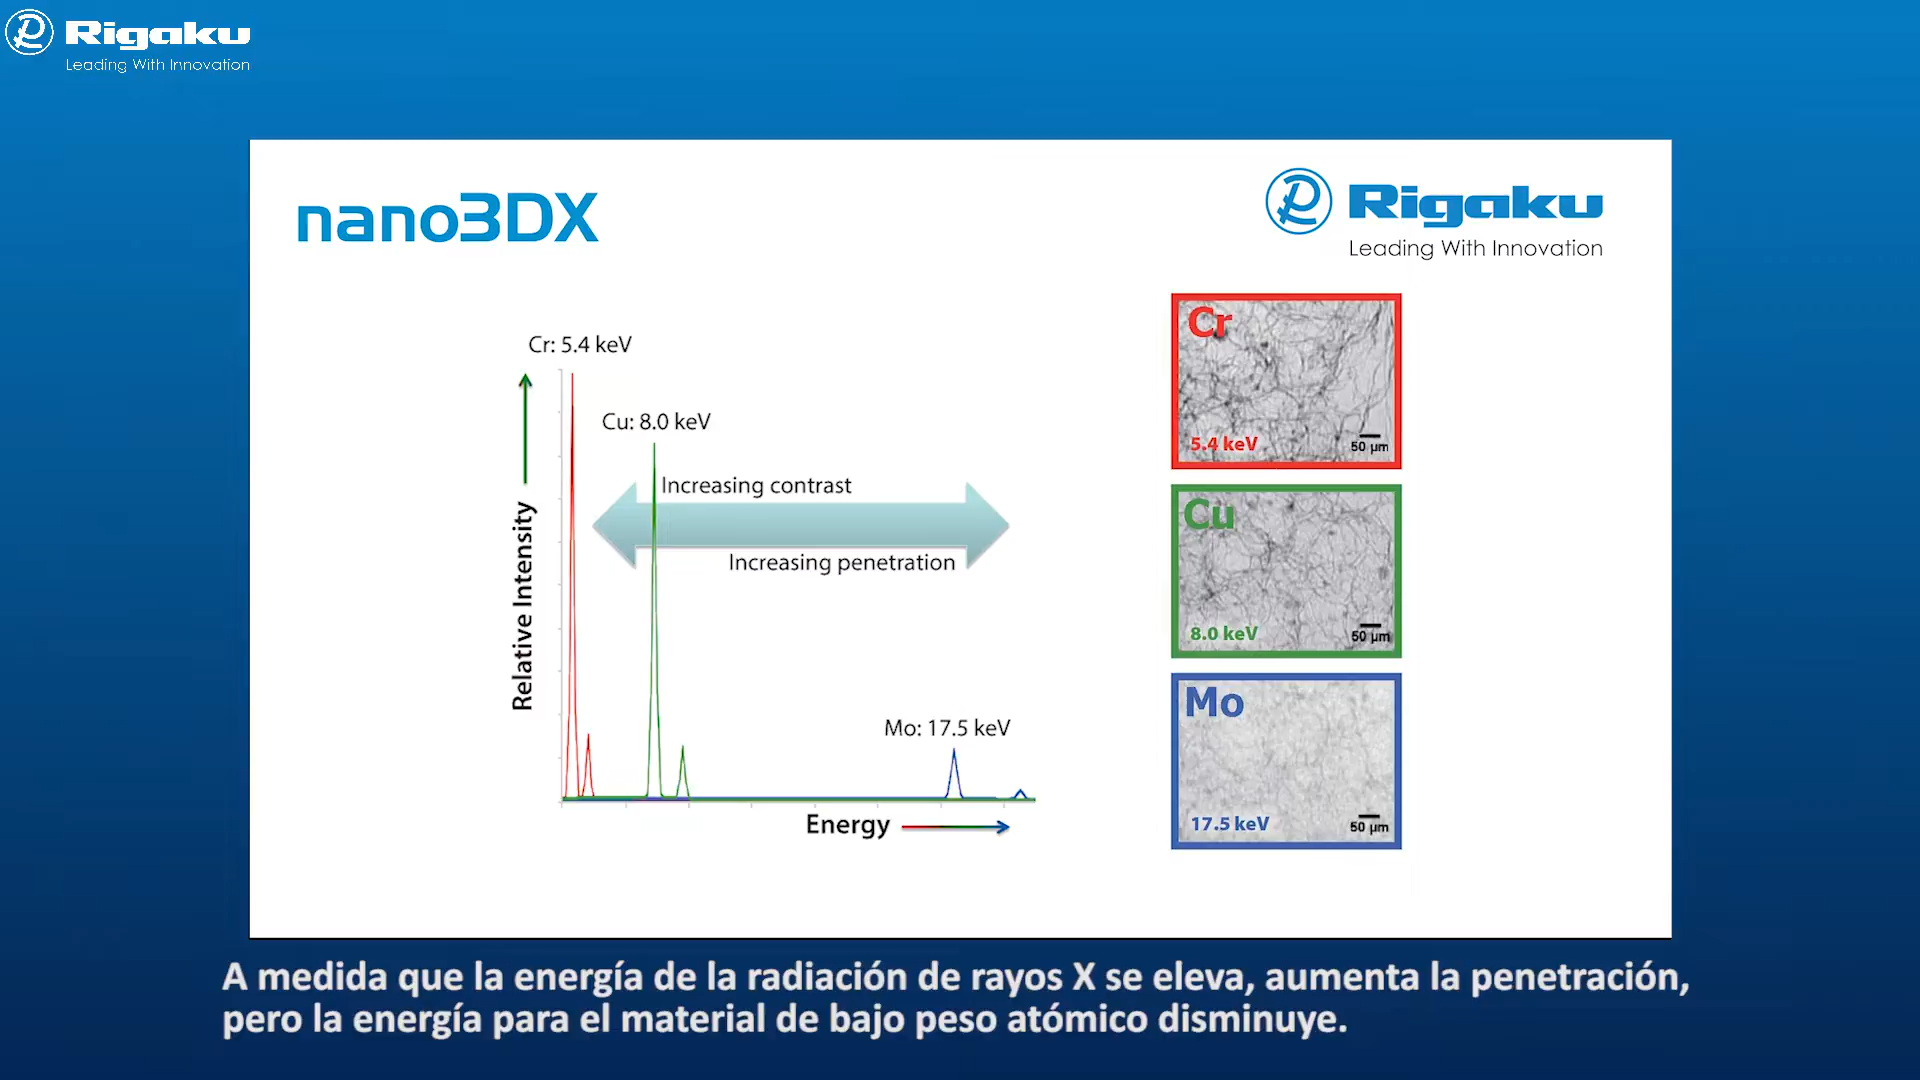 Rigaku
Leading With Innovation
nano3DX
Rigaku
Leading With Innovation
Cr: 5.4 keV
Cu: 8.0 keV
Increasing contrast
Increasing penetration
Mo: 17.5 keV
Relative Intensity
Energy
Cr
5.4 keV
50 µm
Cu
8.0 keV
50 µm
Mo
17.5 keV
50 µm
A medida que la energía de la radiación de rayos X se eleva, aumenta la penetración,
pero la energía para el material de bajo peso atómico disminuye.